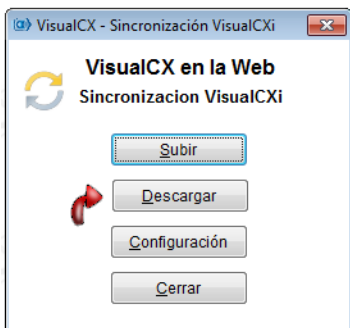 VisualCX - Sincronización VisualCXi
VisualCX en la Web
Sincronizacion VisualCXi
Subir
Descargar
Configuración
Cerrar